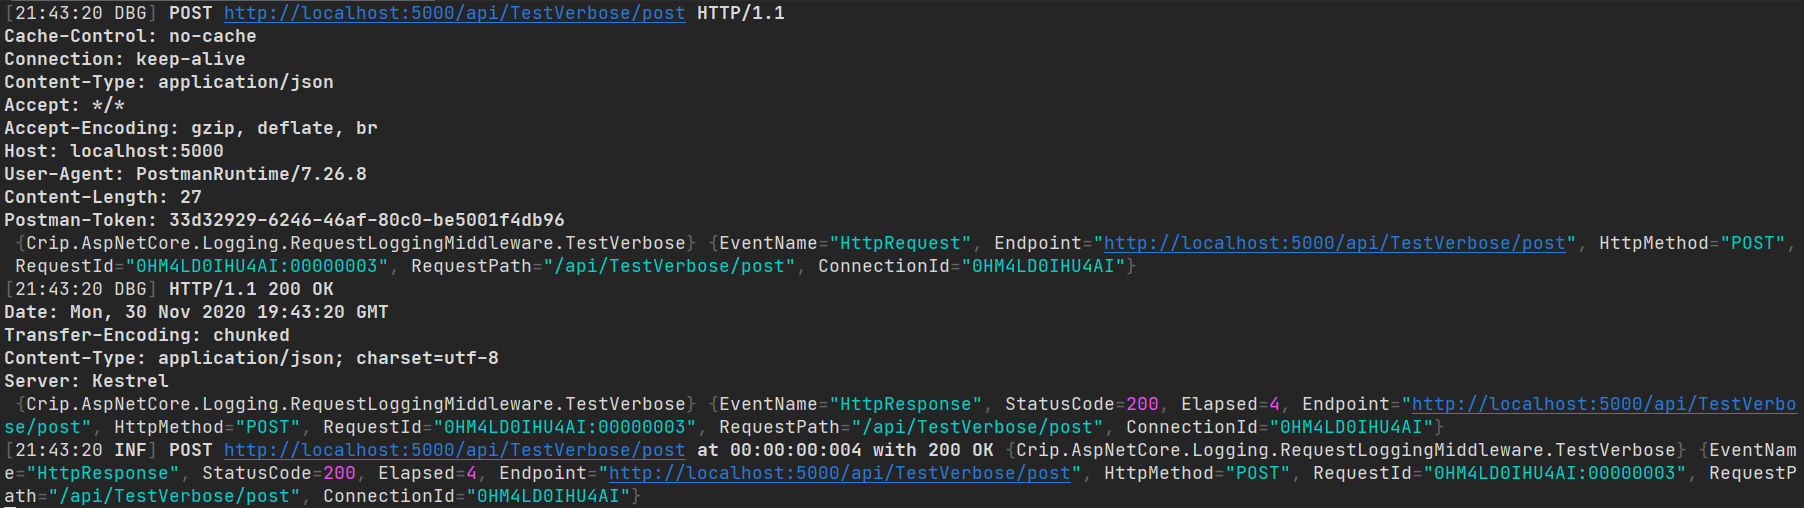 [21:43:20 DBG] POST http://localhost:5000/api/TestVerbose/post HTTP/1.1
Cache-Control: no-cache
Connection: keep-alive
Content-Type: application/json
Accept: */*
Accept-Encoding: gzip, deflate, br
Host: localhost:5000
User-Agent: PostmanRuntime/7.26.8
Content-Length: 27
Postman-Token: 33d32929-6246-46af-80c0-be5001f4db96
{Crip.AspNetCore.Logging.RequestLoggingMiddleware.TestVerbose} {EventName="HttpRequest", Endpoint="http://localhost:5000/api/TestVerbose/post", HttpMethod="POST",
RequestId="0HM4LD0IHU4AI:00000003", RequestPath="/api/TestVerbose/post", ConnectionId="0HM4LD0IHU4AI"}
[21:43:20 DBG] HTTP/1.1 200 OK
Date: Mon, 30 Nov 2020 19:43:20 GMT
Transfer-Encoding: chunked
Content-Type: application/json; charset=utf-8
Server: Kestrel
{Crip.AspNetCore.Logging.RequestLoggingMiddleware.TestVerbose} {EventName="HttpResponse", StatusCode=200, Elapsed=4, Endpoint="http://localhost:5000/api/TestVerbo
se/post", HttpMethod="POST", RequestId="0HM4LD0IHU4AI:00000003", RequestPath="/api/TestVerbose/post", ConnectionId="0HM4LD0IHU4AI"}
[21:43:20 INF] POST http://localhost:5000/api/TestVerbose/post at 00:00:00:004 with 200 OK {Crip.AspNetCore.Logging.RequestLoggingMiddleware.TestVerbose} {EventNam
e="HttpResponse", StatusCode=200, Elapsed=4, Endpoint="http://localhost:5000/api/TestVerbose/post", HttpMethod="POST", RequestId="0HM4LD0IHU4AI:00000003", RequestP
ath="/api/TestVerbose/post", ConnectionId="0HM4LD0IHU4AI"}